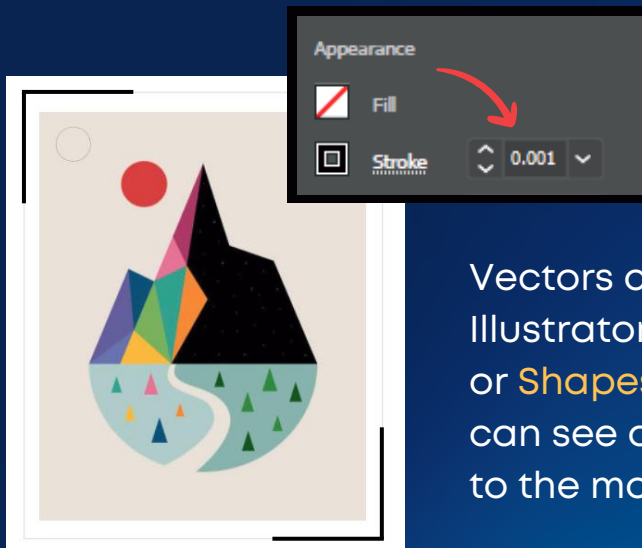 Appearance
Fill
Stroke 0.001
Vectors
Illustrator
or Shapes
can see
to the